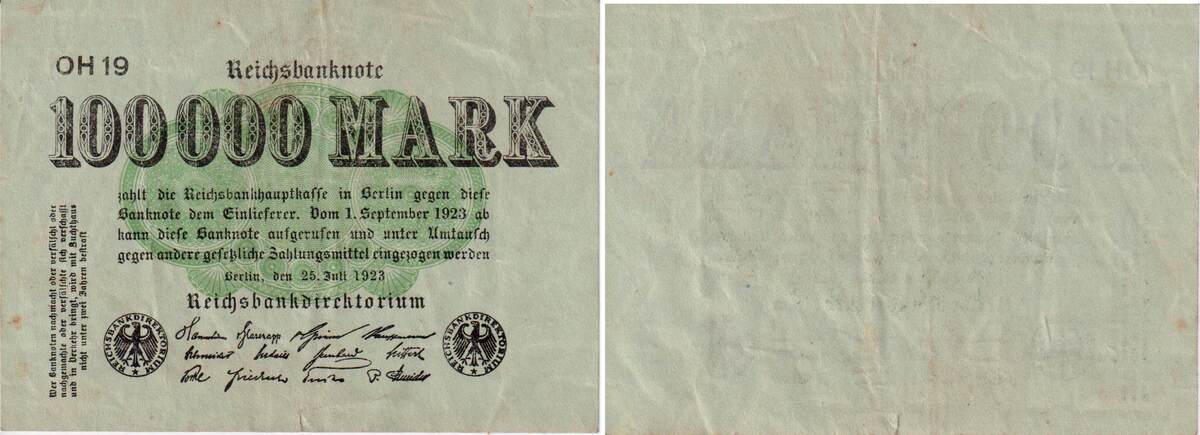 OH 19
Reichsbanknote
100000 MARK
zahlt die Reichsbankhauptkasse in Berlin gegen diese
Banknote dem Einlieferer. Vom 1. September 1923 ab
kann diese Banknote aufgerufen und unter Umtausch
gegen andere gesetzliche Zahlungsmittel eingezogen werden
Berlin, den 25. Juli 1923
Reichsbankdirektorium
Wer Banknoten nachmacht oder verfälscht oder
nachgemachte oder verfälschte sich verschafft
und in Verkehr bringt, wird mit Zuchthaus
nicht unter zwei Jahren bestraft
REICHSBANKDIREKTORIUM
REICHSBANKDIREKTORIUM